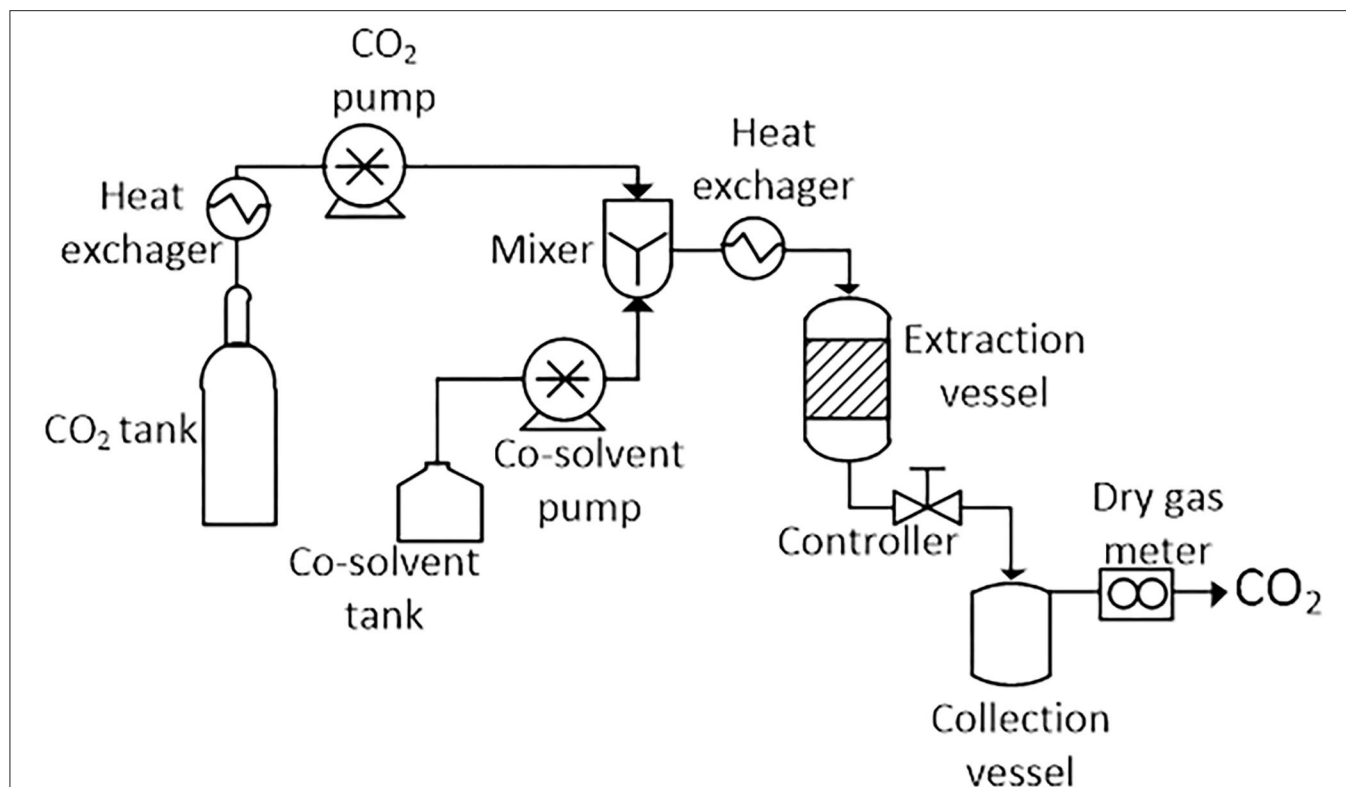 CO₂
pump
Heat
exchager
Heat
exchager
Mixer
Extraction
vessel
CO₂ tank
Co-solvent
pump
Co-solvent
tank
Controller
Dry gas
meter
CO₂
Collection
vessel